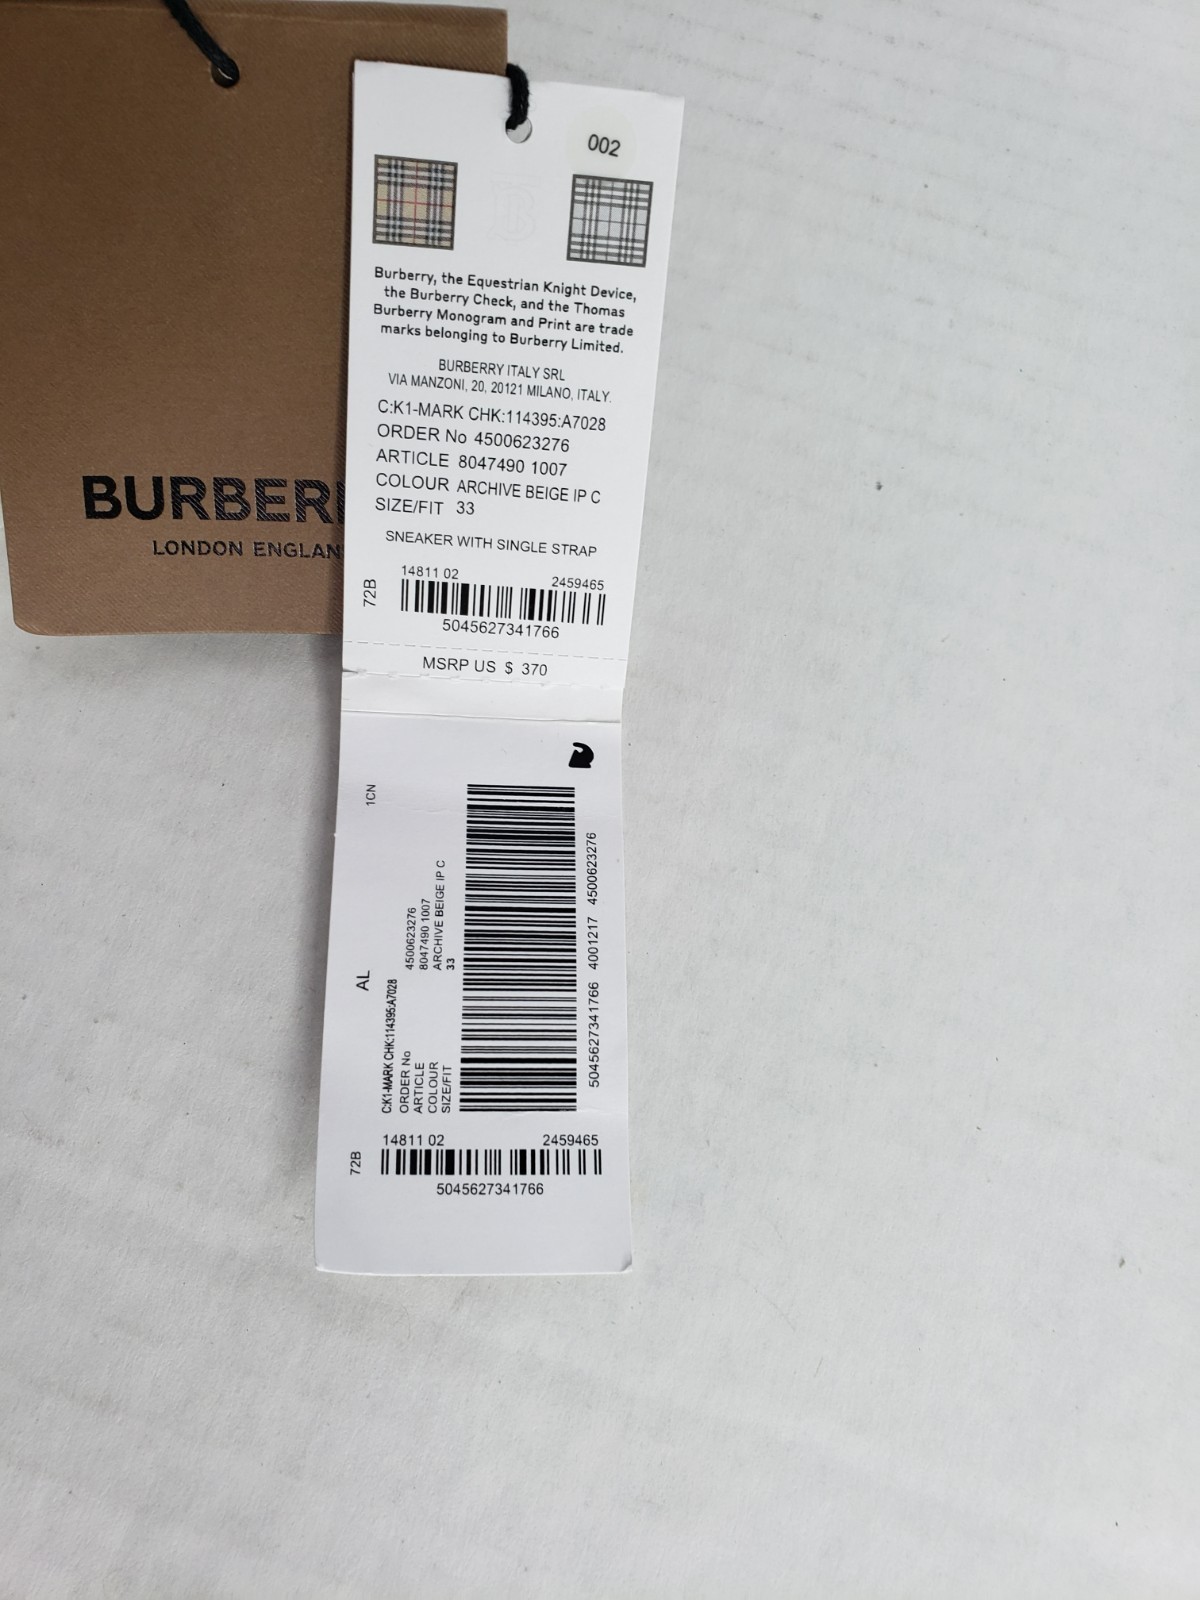 BURBER
LONDON ENGLAN
002
Burberry, the Equestrian Knight Device,
the Burberry Check, and the Thomas
Burberry Monogram and Print are trade
marks belonging to Burberry Limited.
BURBERRY ITALY SRL
VIA MANZONI, 20, 20121 MILANO, ITALY.
C:K1-MARK CHK:114395:A7028
ORDER No 4500623276
ARTICLE 8047490 1007
COLOUR ARCHIVE BEIGE IP C
SIZE/FIT 33
SNEAKER WITH SINGLE STRAP
72B
14811 02 2459465
5045627341766
MSRP US $ 370
1CN
AL
C:K1-MARK CHK:114395:A7028
ORDER No 4500623276
ARTICLE 8047490 1007
COLOUR ARCHIVE BEIGE IP C
SIZE/FIT 33
5045627341766 4001217 4500623276
72B
14811 02 2459465
5045627341766